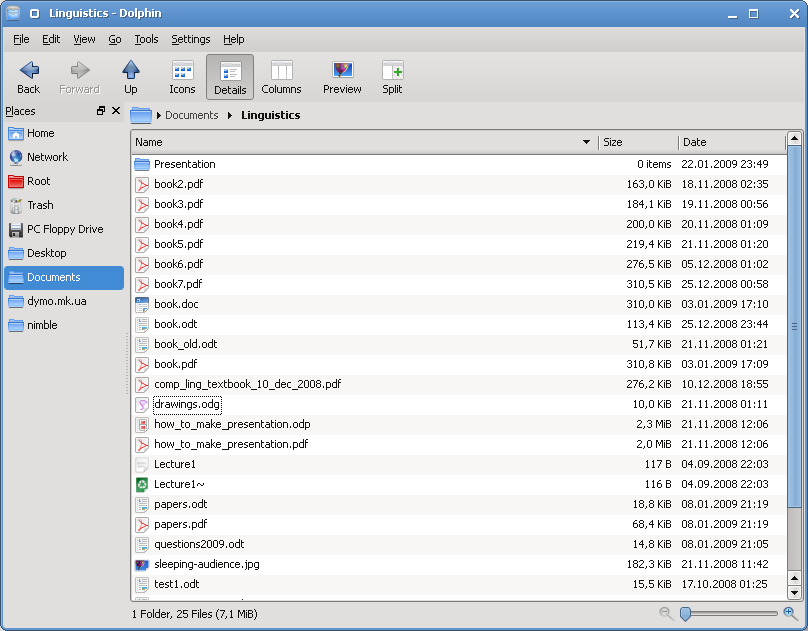 Linguistics - Dolphin
File Edit View Go Tools Settings Help
Back Forward Up Icons Details Columns Preview Split
Places
Documents Linguistics
Home
Network
Root
Trash
PC Floppy Drive
Desktop
Documents
dymo.mk.ua
nimble
Name Size Date
Presentation 0 items 22.01.2009 23:49
book2.pdf 163,0 KiB 18.11.2008 02:35
book3.pdf 184,1 KiB 19.11.2008 00:56
book4.pdf 200,0 KiB 20.11.2008 01:09
book5.pdf 219,4 KiB 21.11.2008 01:20
book6.pdf 276,5 KiB 05.12.2008 01:02
book7.pdf 310,5 KiB 25.12.2008 00:58
book.doc 310,0 KiB 03.01.2009 17:10
book.odt 113,4 KiB 25.12.2008 23:44
book_old.odt 51,7 KiB 21.11.2008 01:21
book.pdf 310,8 KiB 03.01.2009 17:09
comp_ling_textbook_10_dec_2008.pdf 276,2 KiB 10.12.2008 18:55
drawings.odg 10,0 KiB 21.11.2008 01:11
how_to_make_presentation.odp 2,3 MiB 21.11.2008 12:06
how_to_make_presentation.pdf 2,0 MiB 21.11.2008 12:06
Lecture1 117 B 04.09.2008 22:03
Lecture1~ 116 B 04.09.2008 22:03
papers.odt 18,8 KiB 08.01.2009 21:19
papers.pdf 68,4 KiB 08.01.2009 21:19
questions2009.odt 14,8 KiB 08.01.2009 21:05
sleeping-audience.jpg 182,3 KiB 21.11.2008 11:42
test1.odt 15,5 KiB 17.10.2008 01:25
1 Folder, 25 Files (7,1 MiB)